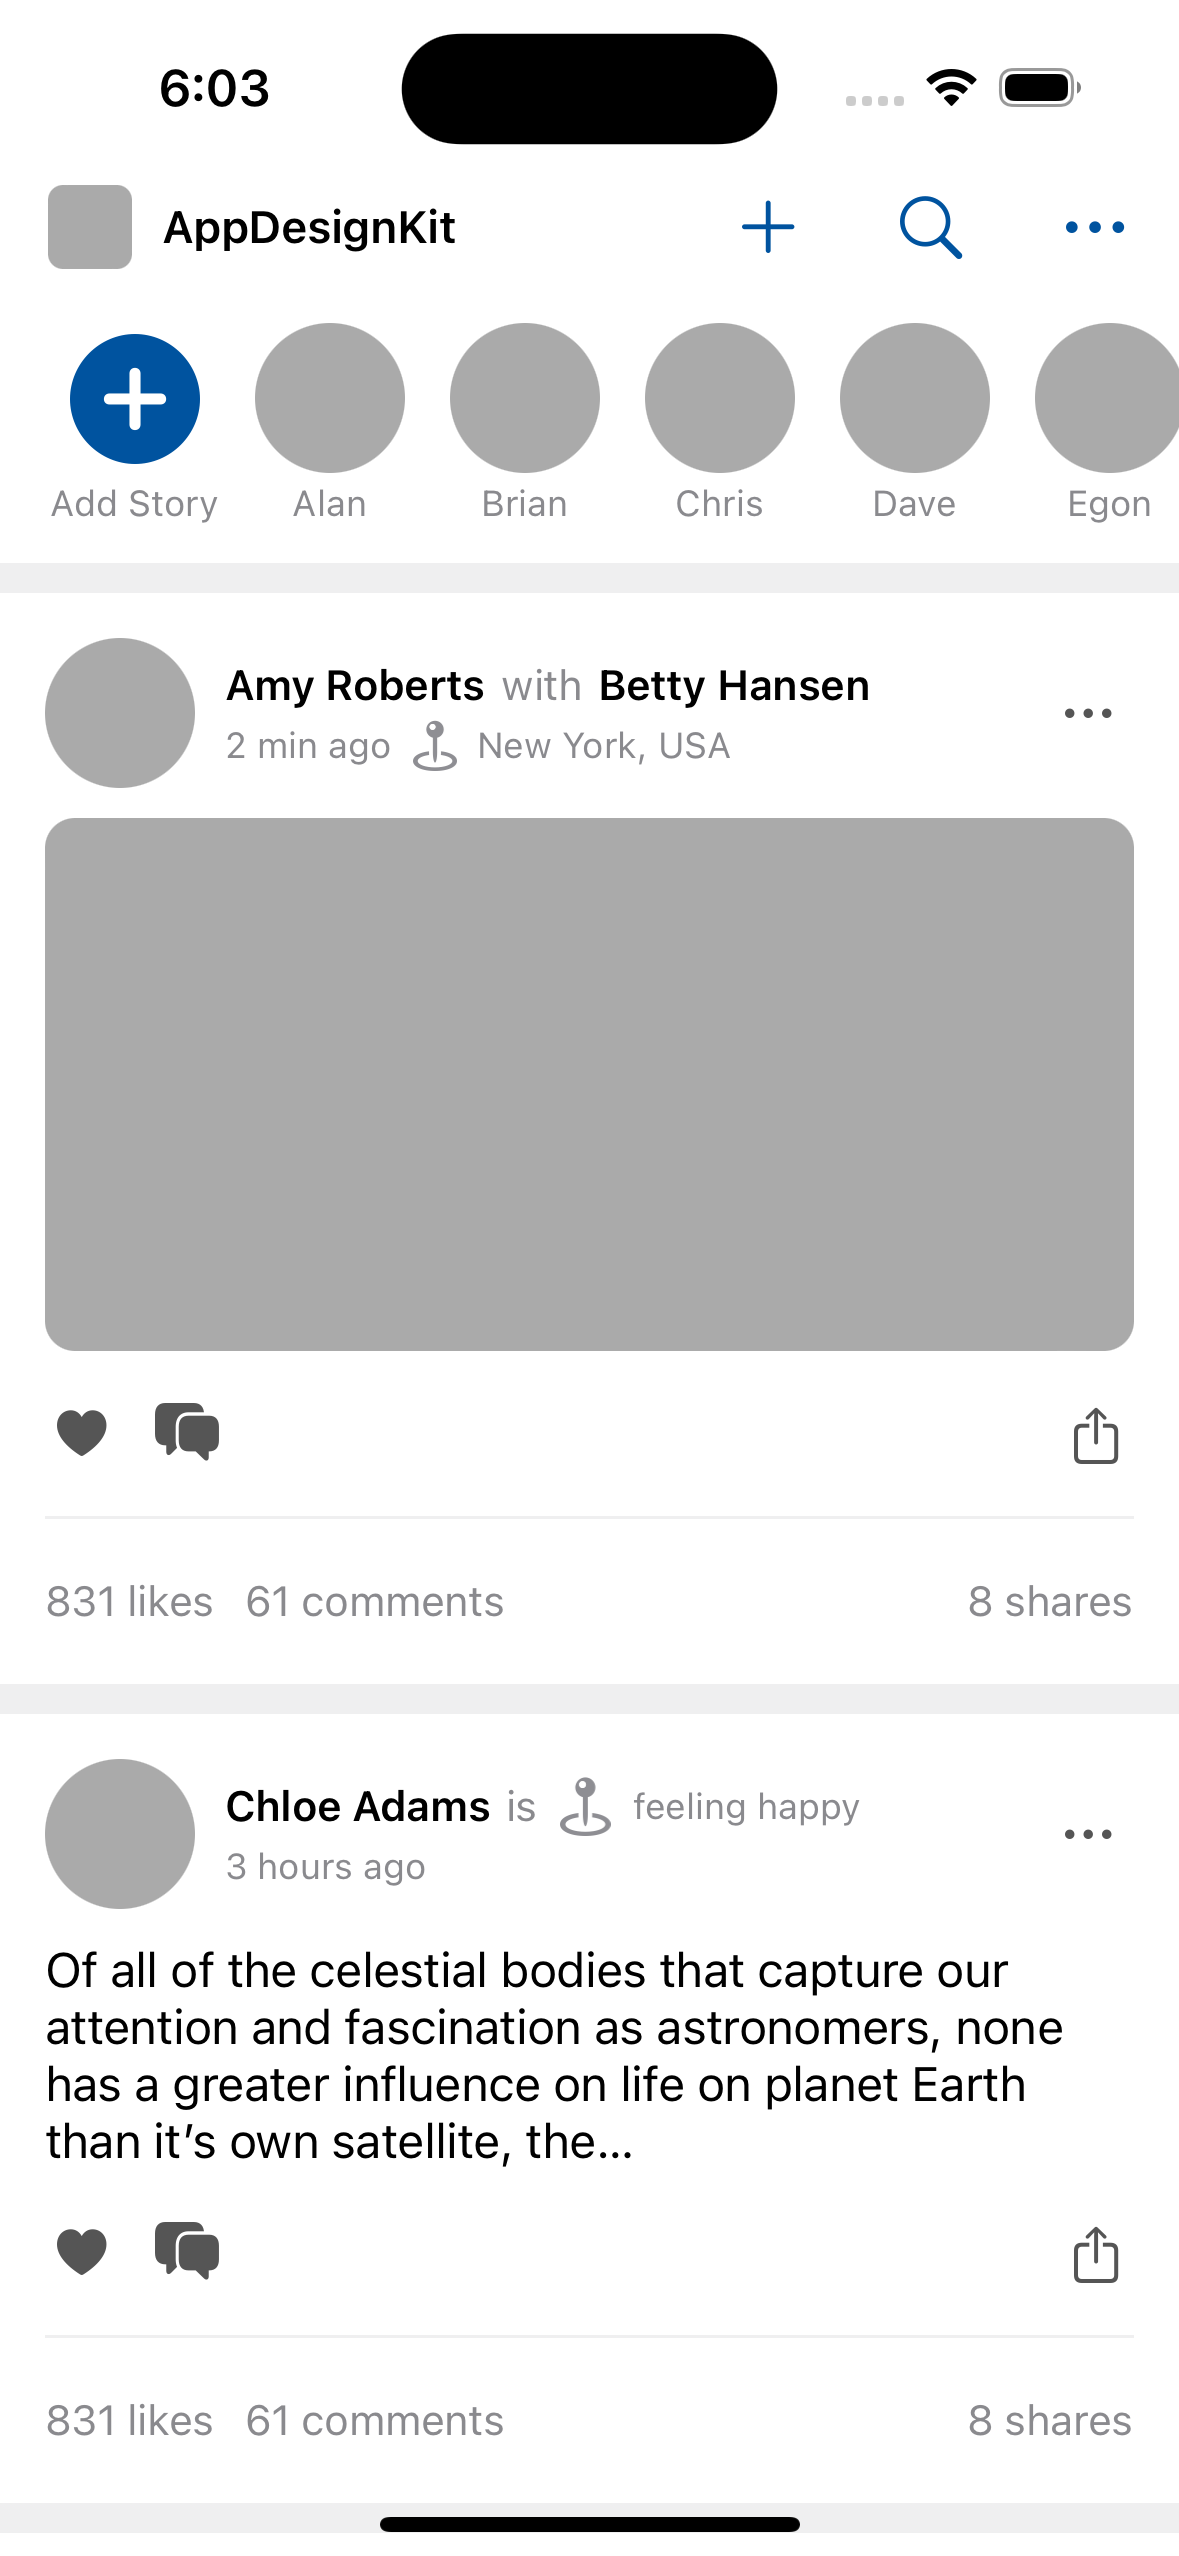 6:03
AppDesignKit
Add Story Alan Brian Chris Dave Egon
Amy Roberts with Betty Hansen
2 min ago New York, USA
831 likes 61 comments 8 shares
Chloe Adams is feeling happy
3 hours ago
Of all of the celestial bodies that capture our
attention and fascination as astronomers, none
has a greater influence on life on planet Earth
than it’s own satellite, the...
831 likes 61 comments 8 shares